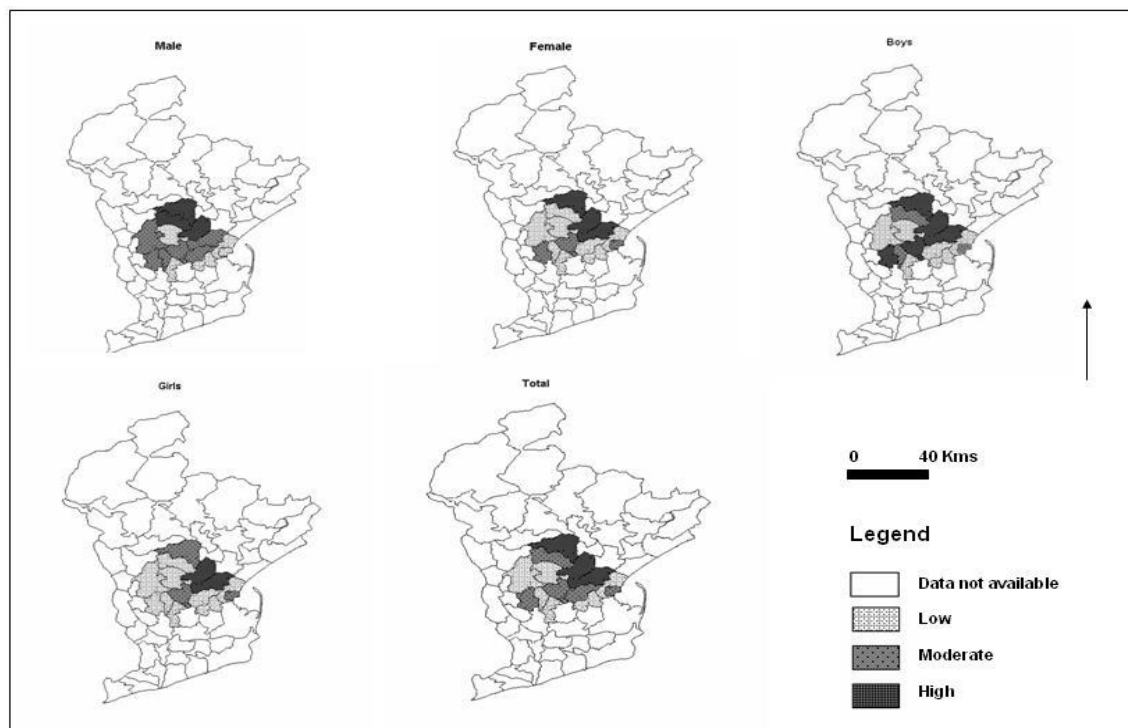 Male
Female
Boys
Girls
Total
0 40 Kms
Legend
Data not available
Low
Moderate
High